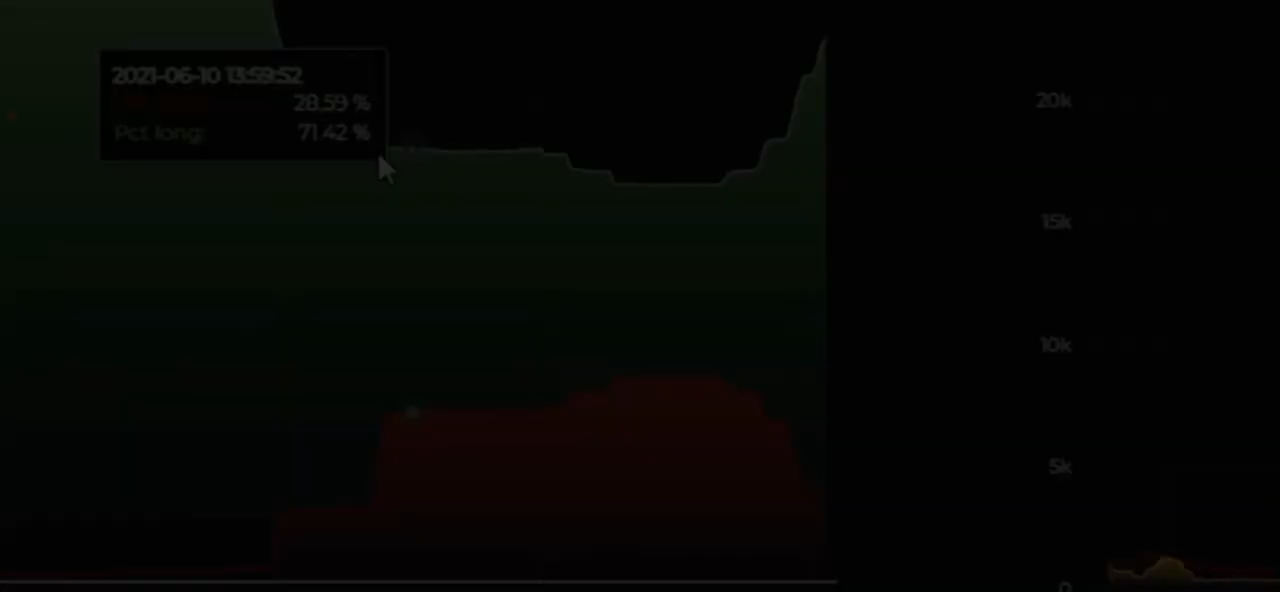 2021-06-10 13:59:52
28.59 %
Pct long: 71.42 %
20k
15k
10k
5k
0